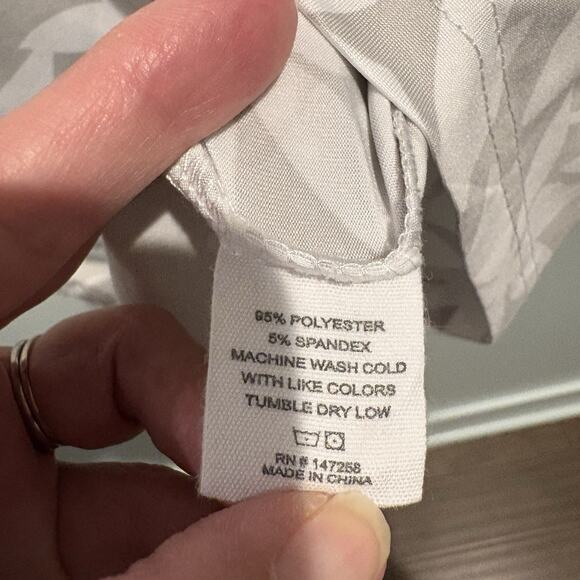 95% POLYESTER
5% SPANDEX
MACHINE WASH COLD
WITH LIKE COLORS
TUMBLE DRY LOW
RN # 147258
MADE IN CHINA